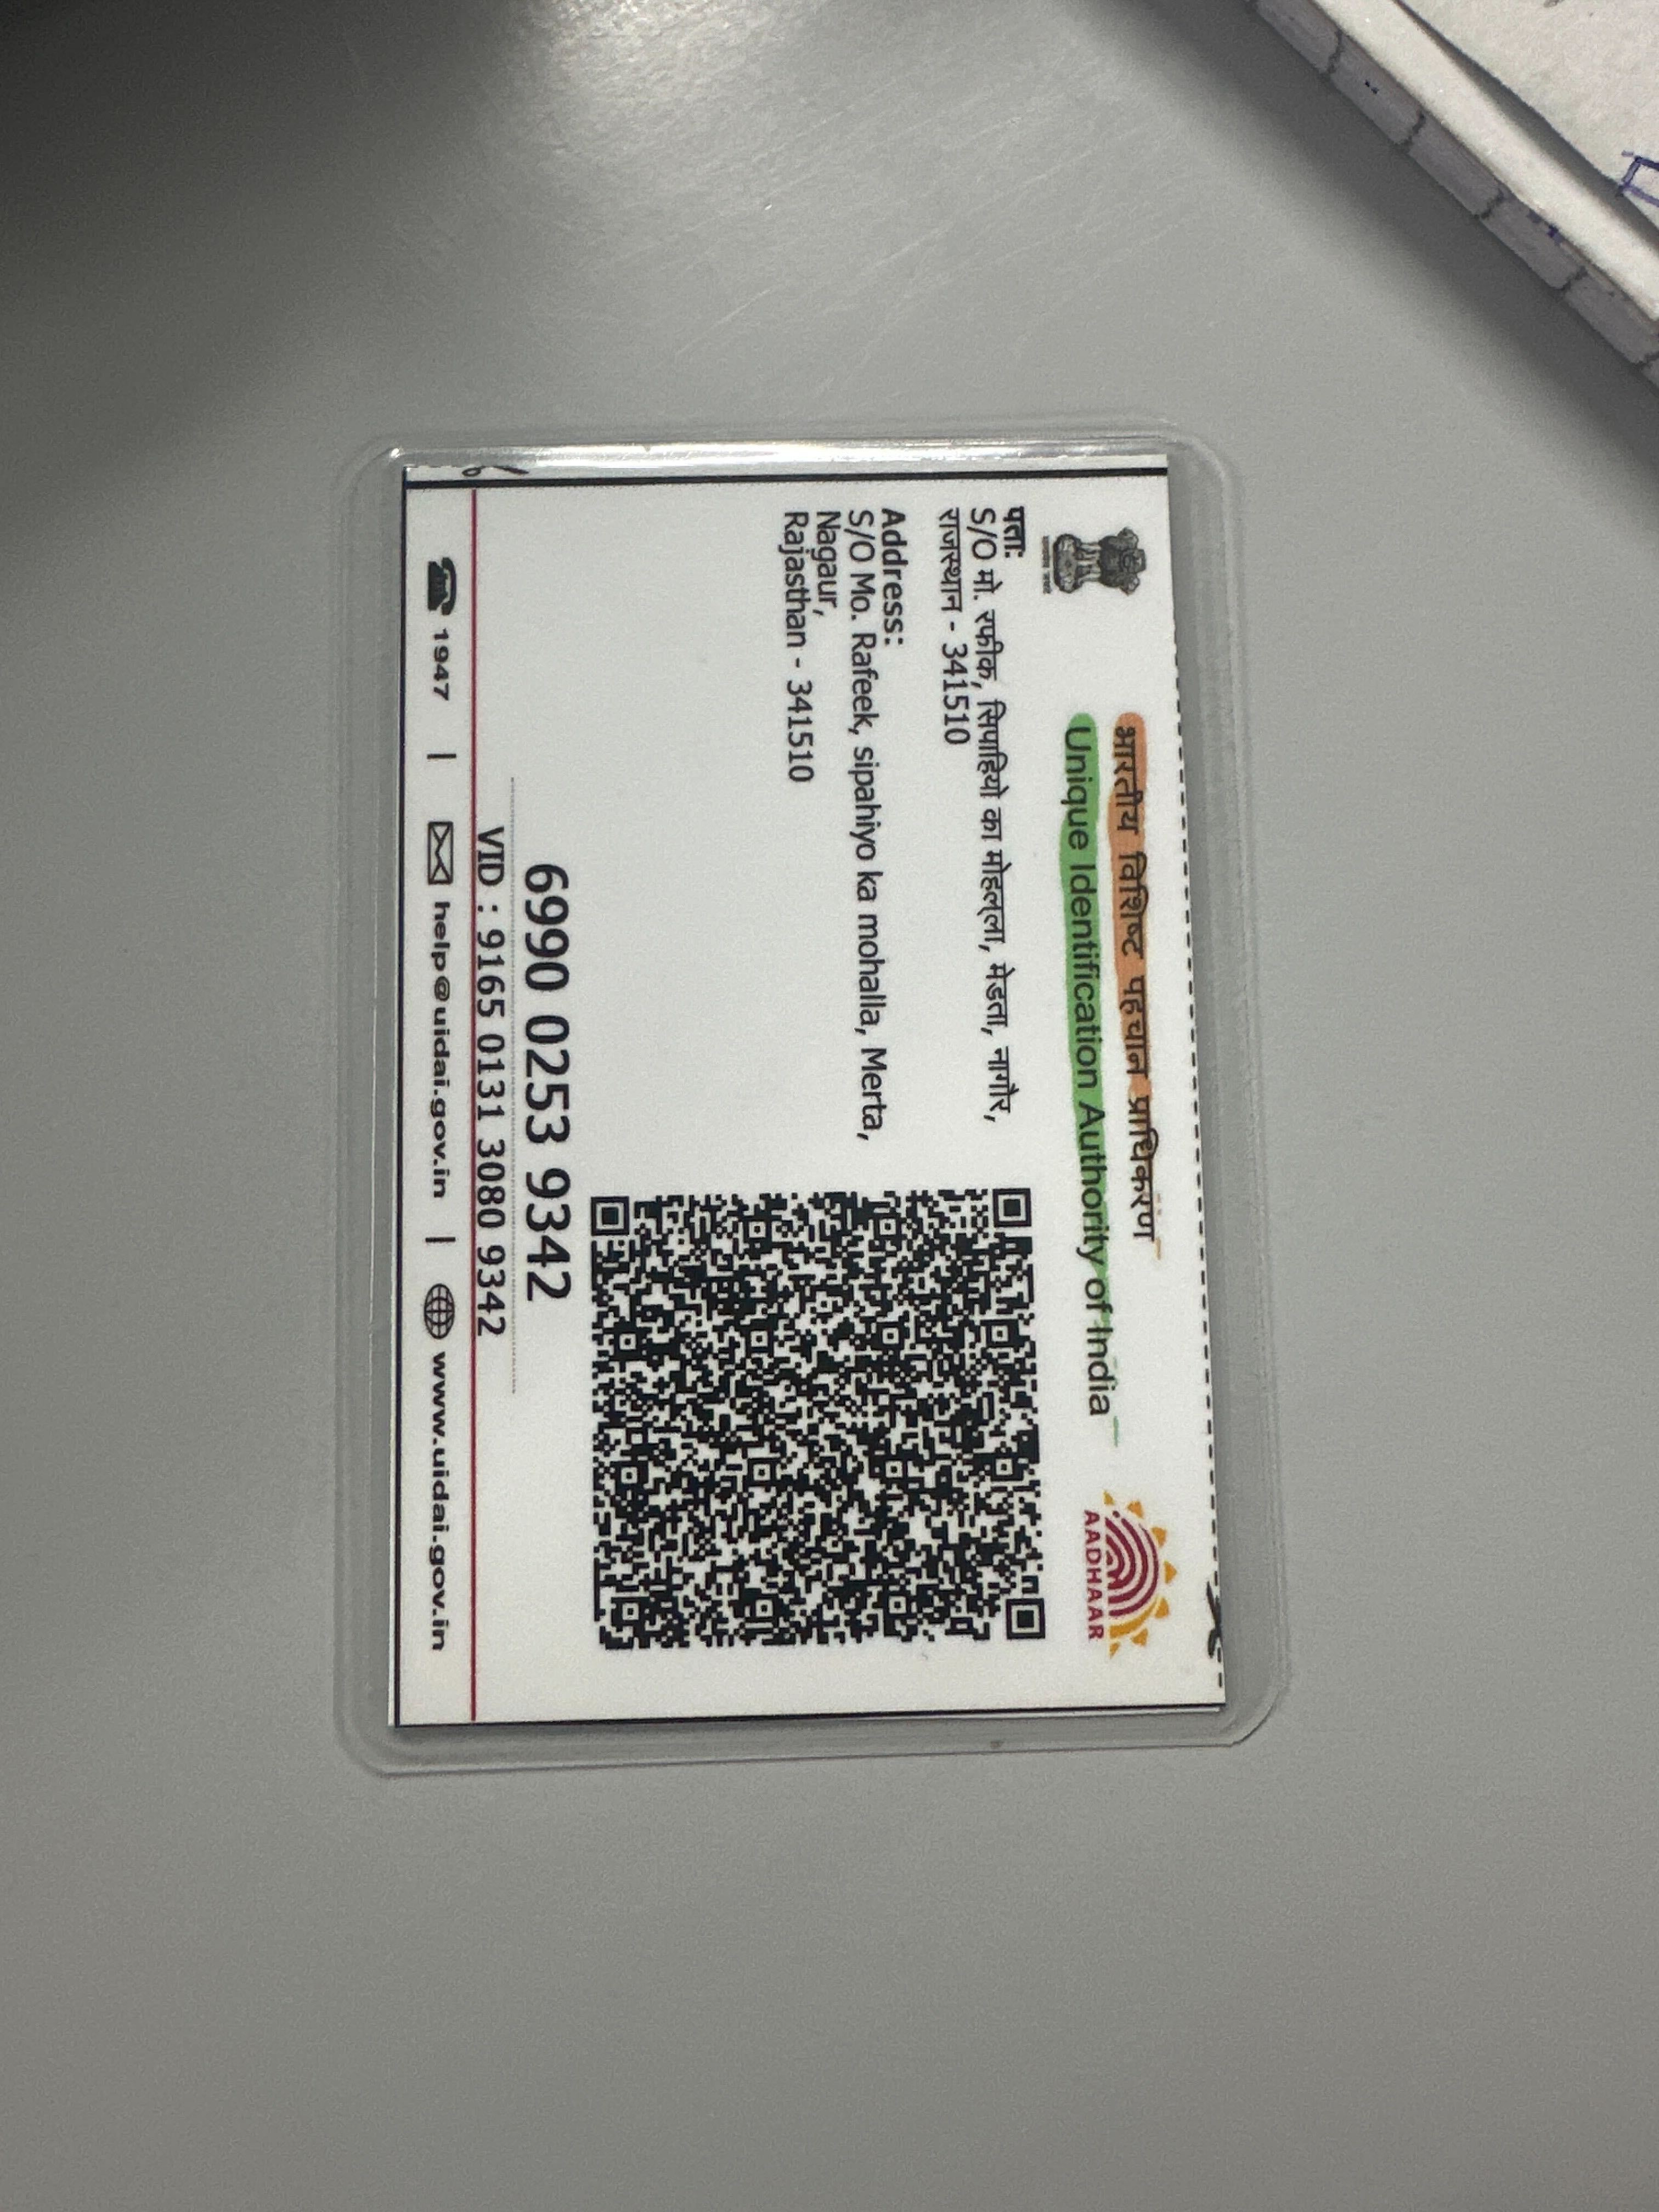 भारतीय विशिष्ट पहचान प्राधिकरण
Unique Identification Authority of India
AADHAAR
पता:
S/O मो. रफीक, सिपाहियो का मोहल्ला, मेडता, नागौर,
राजस्थान - 341510
Address:
S/O Mo. Rafeek, sipahiyo ka mohalla, Merta,
Nagaur,
Rajasthan - 341510
6990 0253 9342
VID : 9165 0131 3080 9342
1947 | help@uidai.gov.in | www.uidai.gov.in